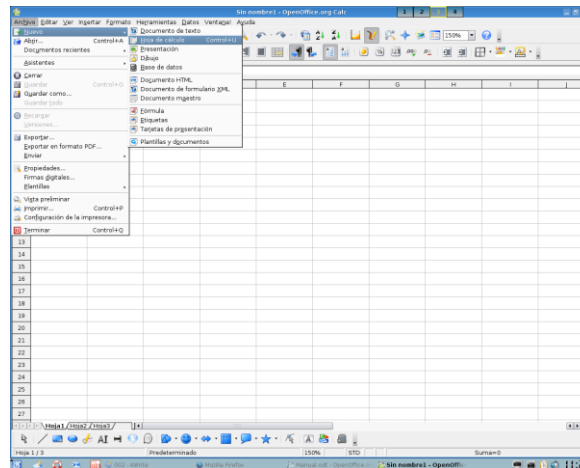 Sin nombre1 - OpenOffice.org Calc
1 2 3 4
Archivo Editar Ver Insertar Formato Herramientas Datos Ventana Ayuda
Nuevo
Abrir... Control+A
Documentos recientes
Asistentes
Cerrar
Guardar Control+G
Guardar como...
Guardar todo
Recargar
Versiones...
Exportar...
Exportar en formato PDF...
Enviar
Propiedades...
Firmas digitales...
Plantillas
Vista preliminar
Imprimir... Control+P
Configuración de la impresora...
Terminar Control+Q
Documento de texto
Hoja de cálculo Control+U
Presentación
Dibujo
Base de datos
Documento HTML
Documento de formulario XML
Documento maestro
Fórmula
Etiquetas
Tarjetas de presentación
Plantillas y documentos
150%
E F G H I J
13
14
15
16
17
18
19
20
21
22
23
24
25
26
27
Hoja1 Hoja2 Hoja3
Hoja 1 / 3 Predeterminado 150% STD Suma=0
Mozilla Firefox
Sin nombre1 - OpenOffi